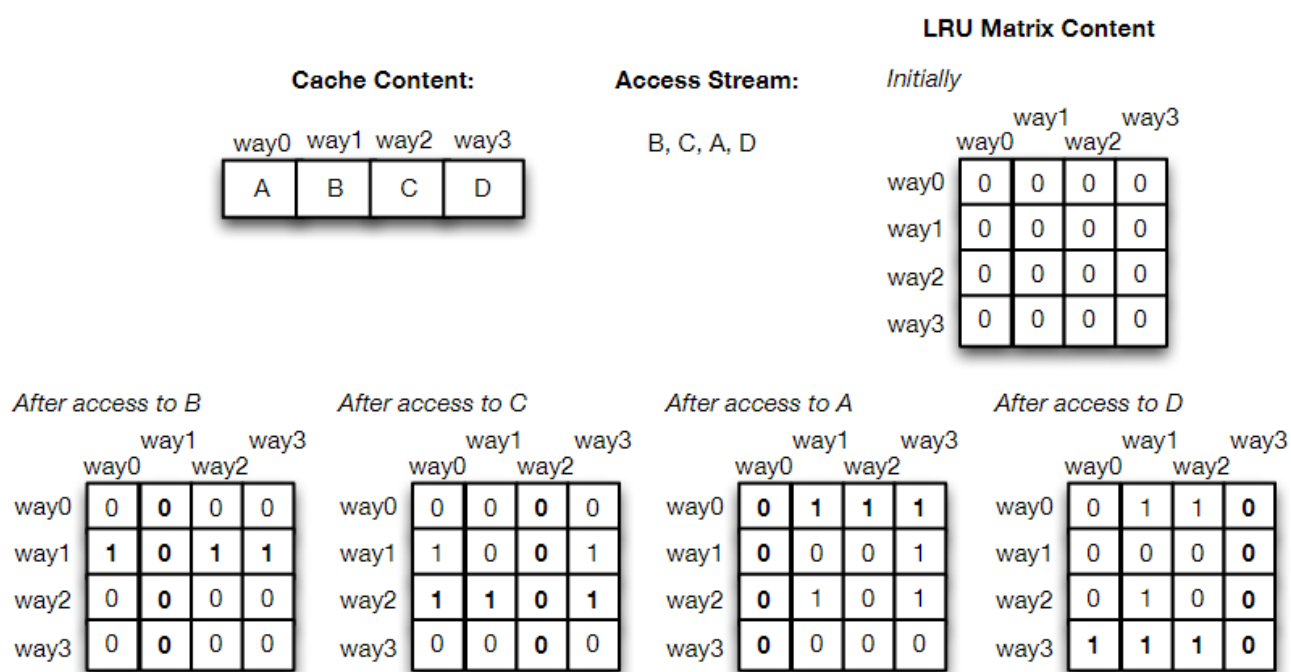 LRU Matrix Content
Cache Content:
Access Stream:
Initially
way0 way1 way2 way3
A B C D
B, C, A, D
way1 way3
way0 way2
way0 0 0 0 0
way1 0 0 0 0
way2 0 0 0 0
way3 0 0 0 0
After access to B
way1 way3
way0 way2
way0 0 0 0 0
way1 1 0 1 1
way2 0 0 0 0
way3 0 0 0 0
After access to C
way1 way3
way0 way2
way0 0 0 0 0
way1 1 0 0 1
way2 1 1 0 1
way3 0 0 0 0
After access to A
way1 way3
way0 way2
way0 0 1 1 1
way1 0 0 0 1
way2 0 1 0 1
way3 0 0 0 0
After access to D
way1 way3
way0 way2
way0 0 1 1 0
way1 0 0 0 0
way2 0 1 0 0
way3 1 1 1 0